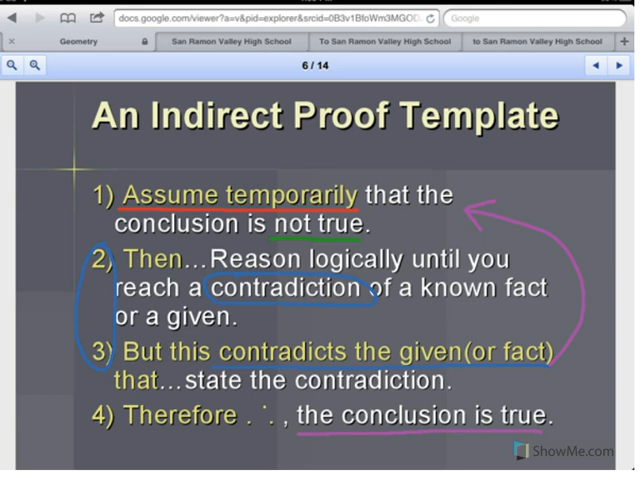 docs.google.com/viewer?a=v&pid=explorer&srcid=0B3v1BfoWm3MGOD
Google
Geometry
San Ramon Valley High School
To San Ramon Valley High School
to San Ramon Valley High School
6 / 14
An Indirect Proof Template
1) Assume temporarily that the
conclusion is not true.
2) Then...Reason logically until you
reach a contradiction of a known fact
or a given.
3) But this contradicts the given(or fact)
that...state the contradiction.
4) Therefore . ˙. , the conclusion is true.
ShowMe.com